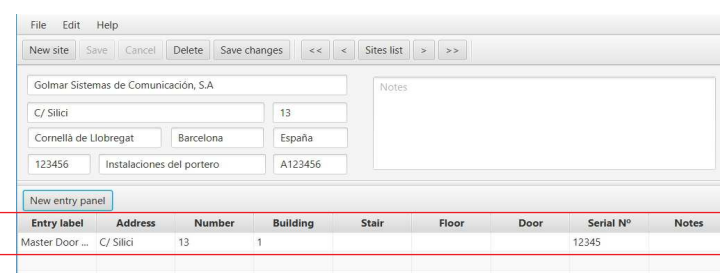 File Edit Help
New site Save Cancel Delete Save changes << < Sites list > >>
Golmar Sistemas de Comunicación, S.A
Notes
C/ Silici 13
Cornellà de Llobregat Barcelona España
123456 Instalaciones del portero A123456
New entry panel
Entry label Address Number Building Stair Floor Door Serial Nº Notes
Master Door ... C/ Silici 13 1 12345